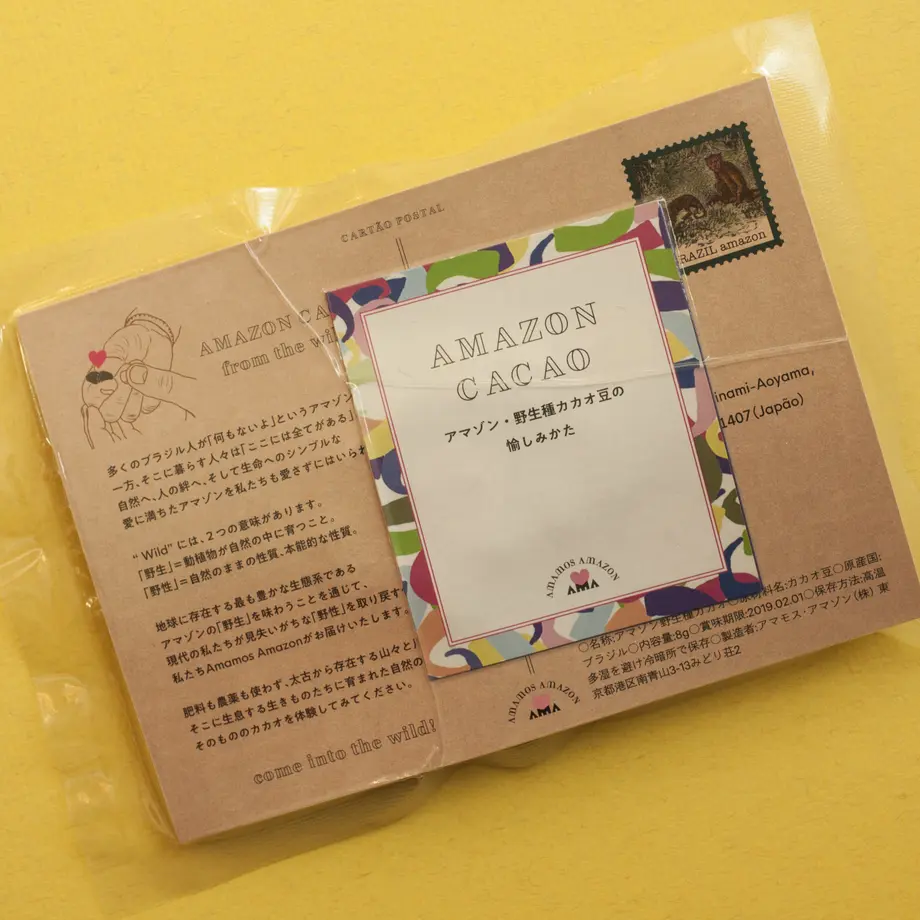 CARTÃO POSTAL
RAZIL amazon
AMAZON CA
from the wi
多くのブラジル人が「何もないよ」というアマゾン
一方、そこに暮らす人々は「ここには全てがある」
自然へ、人の絆へ、そして生命へのシンプルな
愛に満ちたアマゾンを私たちも愛さずにはいられ
“Wild” には、2つの意味があります。
「野生」=動植物が自然の中に育つこと。
「野性」=自然のままの性質、本能的な性質。
地球に存在する最も豊かな生態系である
アマゾンの「野生」を味わうことを通じて、
現代の私たちが見失いがちな「野性」を取り戻す
私たちAmamos Amazonがお届けいたします。
肥料も農薬も使わず、太古から存在する山々と
そこに生息する生きものたちに育まれた自然の
そのもののカカオを体験してみてください。
come into the wild!
AMAZON
CACAO
アマゾン・野生種カカオ豆の
愉しみかた
AMAMOS AMAZON
AMA
inami-Aoyama,
1407(Japão)
○名称:アマゾン野生種カカオ○原材料名:カカオ豆○原産国:
ブラジル○内容量:8g○賞味期限:2019.02.01○保存方法:高温
多湿を避け冷暗所で保存○製造者:アマモス・アマゾン(株) 東
京都港区南青山3-13みどり荘2
AMAMOS AMAZON
AMA